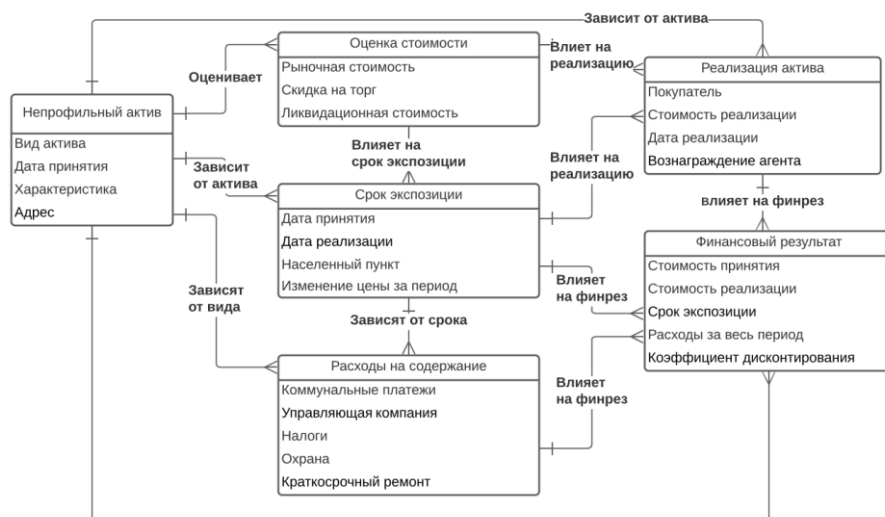 Зависит от актива
Оценка стоимости
Рыночная стоимость
Скидка на торг
Ликвидационная стоимость
Оценивает
Влиет на
реализацию
Реализация актива
Покупатель
Стоимость реализации
Дата реализации
Вознаграждение агента
Непрофильный актив
Вид актива
Дата принятия
Характеристика
Адрес
Влияет на
срок экспозиции
Зависит
от актива
Влияет на
реализацию
Срок экспозиции
Дата принятия
Дата реализации
Населенный пункт
Изменение цены за период
влияет на финрез
Финансовый результат
Стоимость принятия
Стоимость реализации
Срок экспозиции
Расходы за весь период
Коэффициент дисконтирования
Зависят
от вида
Влияет
на финрез
Зависят от срока
Расходы на содержание
Коммунальные платежи
Управляющая компания
Налоги
Охрана
Краткосрочный ремонт
Влияет
на финрез